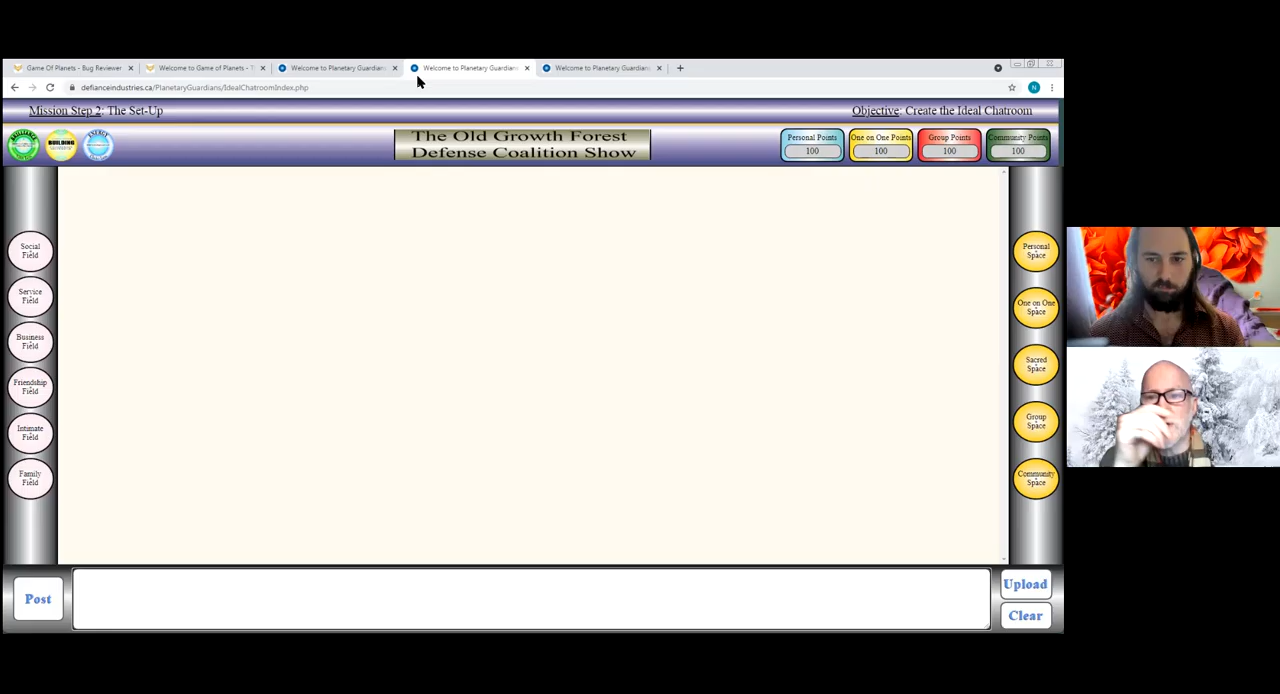 Game Of Planets - Bug Reviewer
Welcome to Game of Planets - T
Welcome to Planetary Guardians
Welcome to Planetary Guardians
Welcome to Planetary Guardians
defianceindustries.ca/PlanetaryGuardians/IdealChatroomIndex.php
N
Mission Step 2: The Set-Up
Objective: Create the Ideal Chatroom
BUILDING
ENERGY
The Old Growth Forest
Defense Coalition Show
Personal Points
100
One on One Points
100
Group Points
100
Community Points
100
Social
Field
Service
Field
Business
Field
Friendship
Field
Intimate
Field
Family
Field
Personal
Space
One on One
Space
Sacred
Space
Group
Space
Community
Space
Post
Upload
Clear